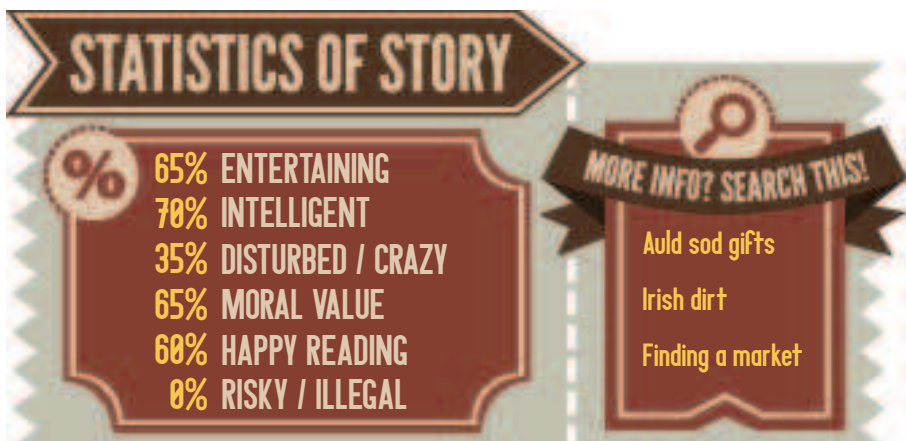 STATISTICS OF STORY
%
65% ENTERTAINING
70% INTELLIGENT
35% DISTURBED / CRAZY
65% MORAL VALUE
60% HAPPY READING
0% RISKY / ILLEGAL
MORE INFO? SEARCH THIS!
Auld sod gifts
Irish dirt
Finding a market